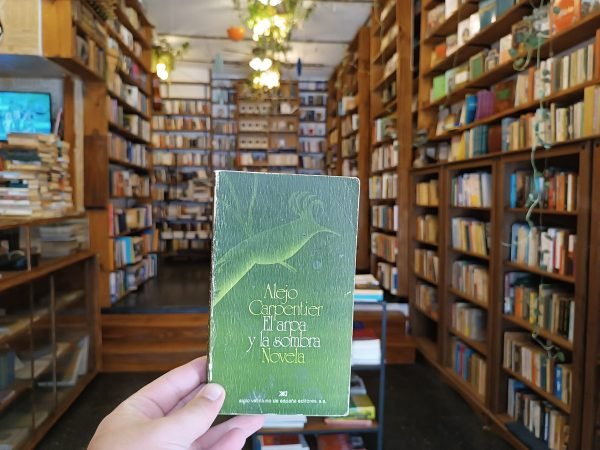 Alejo
Carpentier
El arpa
y la sombra
Novela
siglo veintiuno de españa editores, s.a.